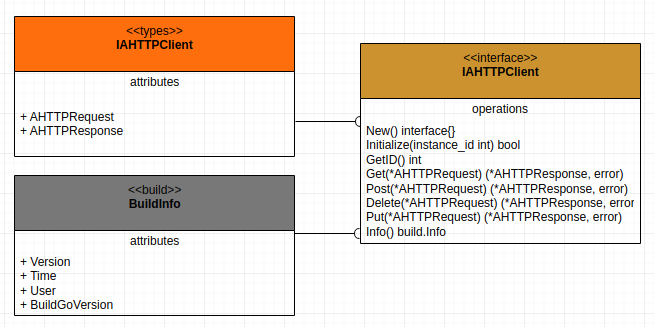 <<types>>
IAHTTPClient
attributes
+ AHTTPRequest
+ AHTTPResponse
<<build>>
BuildInfo
attributes
+ Version
+ Time
+ User
+ BuildGoVersion
<<interface>>
IAHTTPClient
operations
New() interface{}
Initialize(instance_id int) bool
GetID() int
Get(*AHTTPRequest) (*AHTTPResponse, error)
Post(*AHTTPRequest) (*AHTTPResponse, error)
Delete(*AHTTPRequest) (*AHTTPResponse, error
Put(*AHTTPRequest) (*AHTTPResponse, error)
Info() build.Info